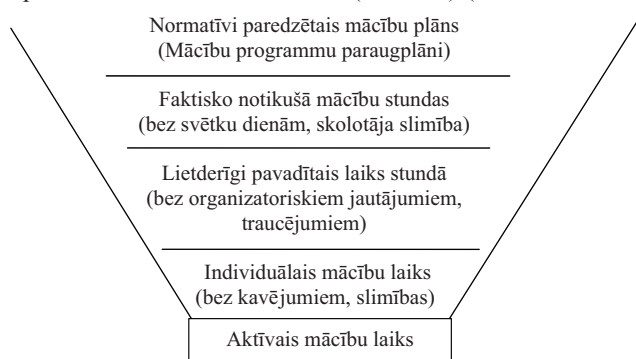 Normatīvi paredzētais mācību plāns
(Mācību programmu paraugplāni)
Faktisko notikušā mācību stundas
(bez svētku dienām, skolotāja slimība)
Lietderīgi pavadītais laiks stundā
(bez organizatoriskiem jautājumiem,
traucējumiem)
Individuālais mācību laiks
(bez kavējumiem, slimības)
Aktīvais mācību laiks